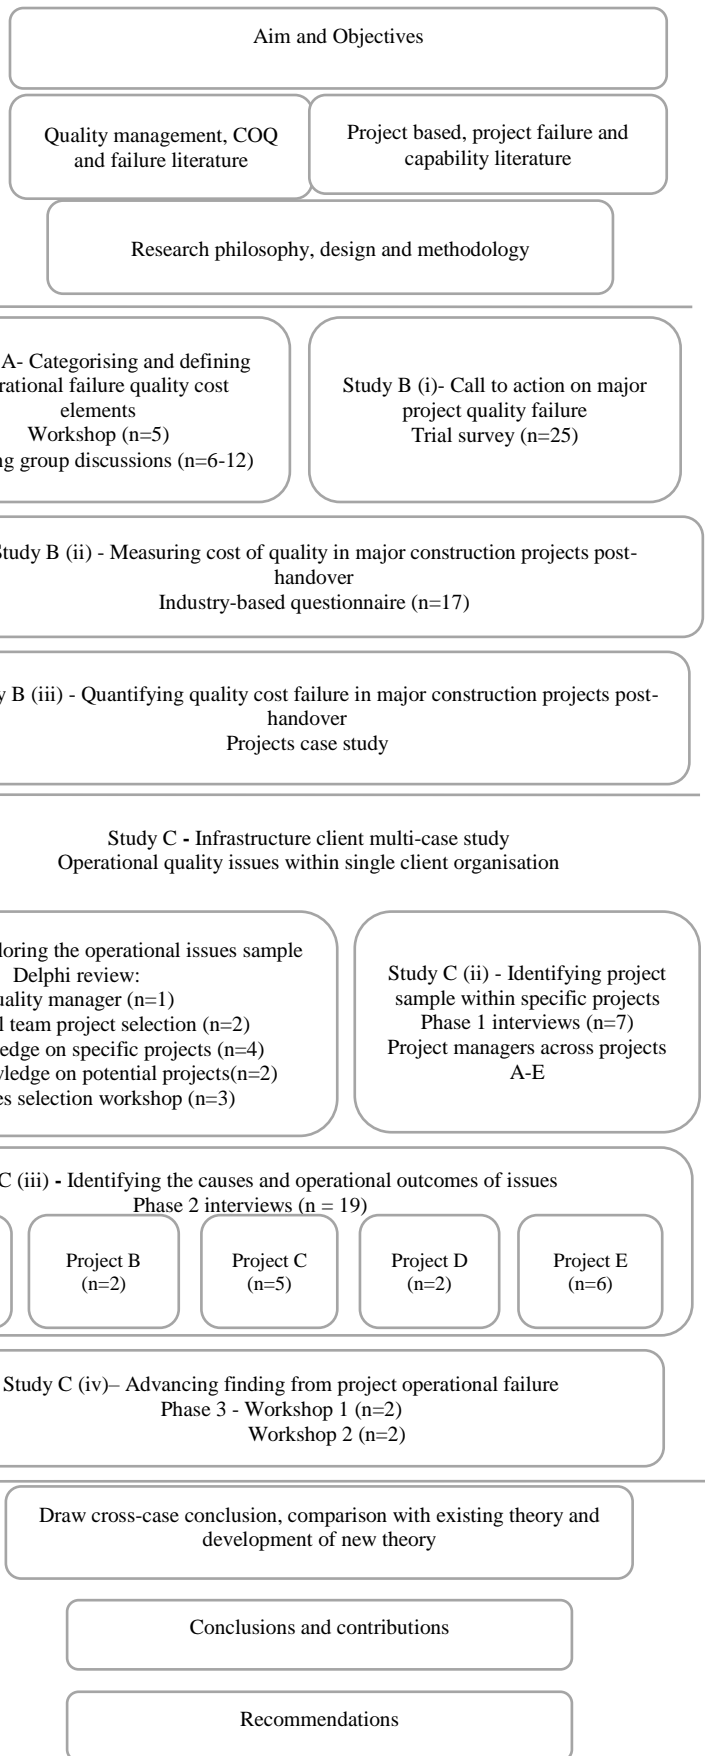 Aim and Objectives
Quality management, COQ
and failure literature
Project based, project failure and
capability literature
Research philosophy, design and methodology
A- Categorising and defining
rational failure quality cost
elements
Workshop (n=5)
ng group discussions (n=6-12)
Study B (i)- Call to action on major
project quality failure
Trial survey (n=25)
Study B (ii) - Measuring cost of quality in major construction projects post-
handover
Industry-based questionnaire (n=17)
y B (iii) - Quantifying quality cost failure in major construction projects post-
handover
Projects case study
Study C - Infrastructure client multi-case study
Operational quality issues within single client organisation
loring the operational issues sample
Delphi review:
uality manager (n=1)
l team project selection (n=2)
edge on specific projects (n=4)
wledge on potential projects(n=2)
es selection workshop (n=3)
Study C (ii) - Identifying project
sample within specific projects
Phase 1 interviews (n=7)
Project managers across projects
A-E
C (iii) - Identifying the causes and operational outcomes of issues
Phase 2 interviews (n = 19)
Project B
(n=2)
Project C
(n=5)
Project D
(n=2)
Project E
(n=6)
Study C (iv)– Advancing finding from project operational failure
Phase 3 - Workshop 1 (n=2)
Workshop 2 (n=2)
Draw cross-case conclusion, comparison with existing theory and
development of new theory
Conclusions and contributions
Recommendations